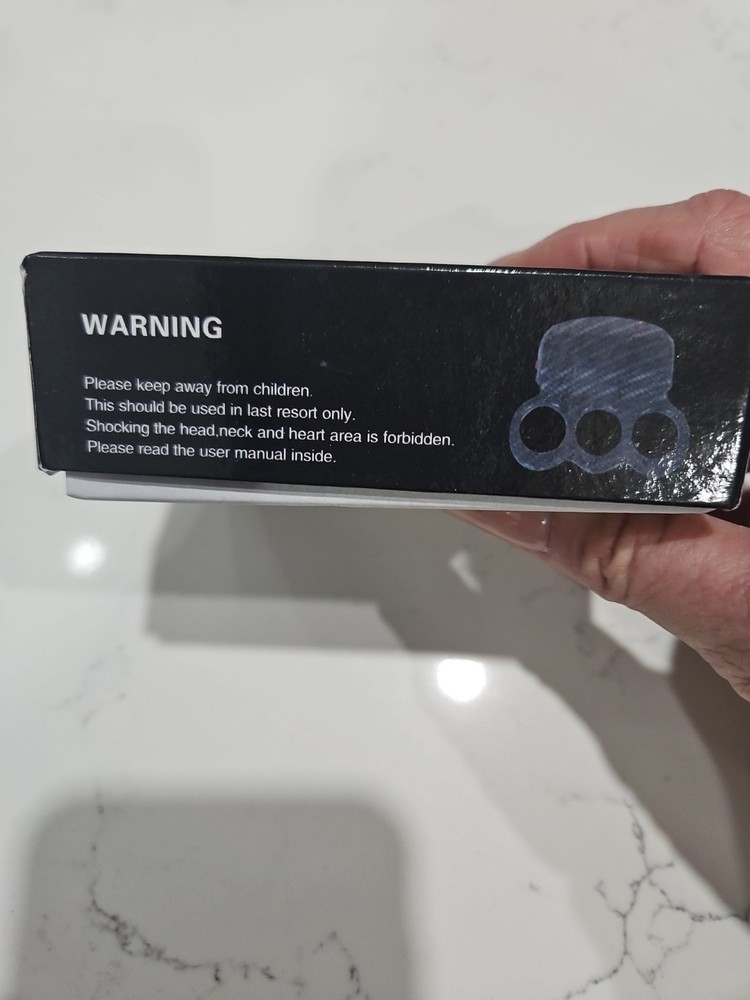 WARNING
Please keep away from children.
This should be used in last resort only.
Shocking the head,neck and heart area is forbidden.
Please read the user manual inside.